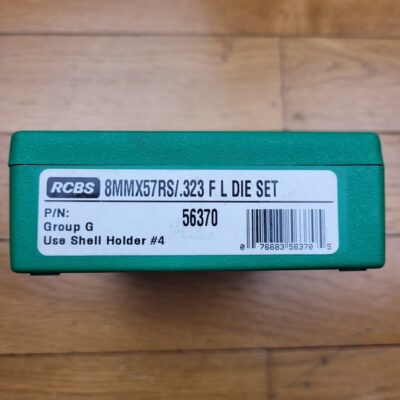 RCBS 8MMX57RS/.323 F L DIE SET
P/N: 56370
Group G
Use Shell Holder #4
0 76683 56370 5